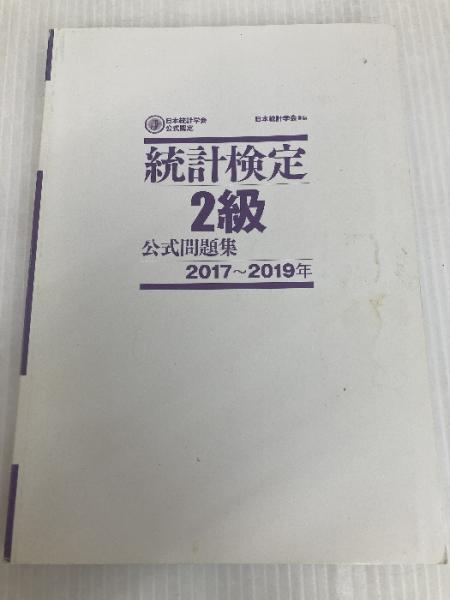 日本統計学会
公式認定
日本統計学会 編
統計検定
2級
公式問題集
2017〜2019年